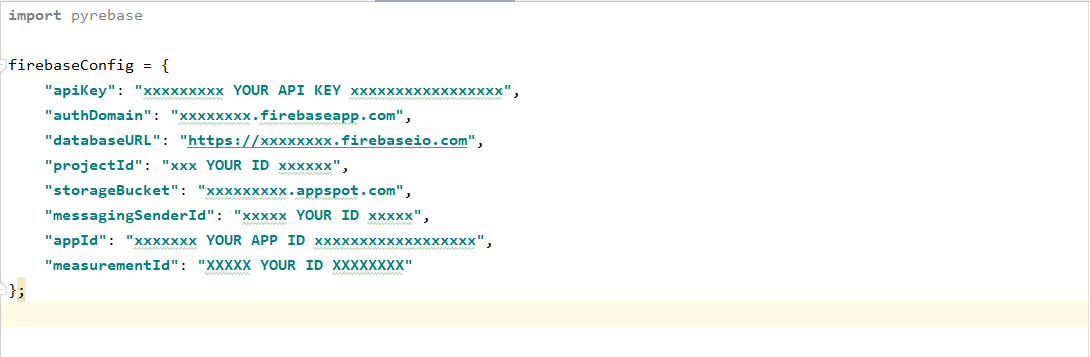 import pyrebase
firebaseConfig = {
"apiKey": "xxxxxxxxx YOUR API KEY xxxxxxxxxxxxxxxxx",
"authDomain": "xxxxxxxx.firebaseapp.com",
"databaseURL": "https://xxxxxxxx.firebaseio.com",
"projectId": "xxx YOUR ID xxxxxx",
"storageBucket": "xxxxxxxxx.appspot.com",
"messagingSenderId": "xxxxx YOUR ID xxxxx",
"appId": "xxxxxxx YOUR APP ID xxxxxxxxxxxxxxxxxx",
"measurementId": "XXXXX YOUR ID XXXXXXXX"
};